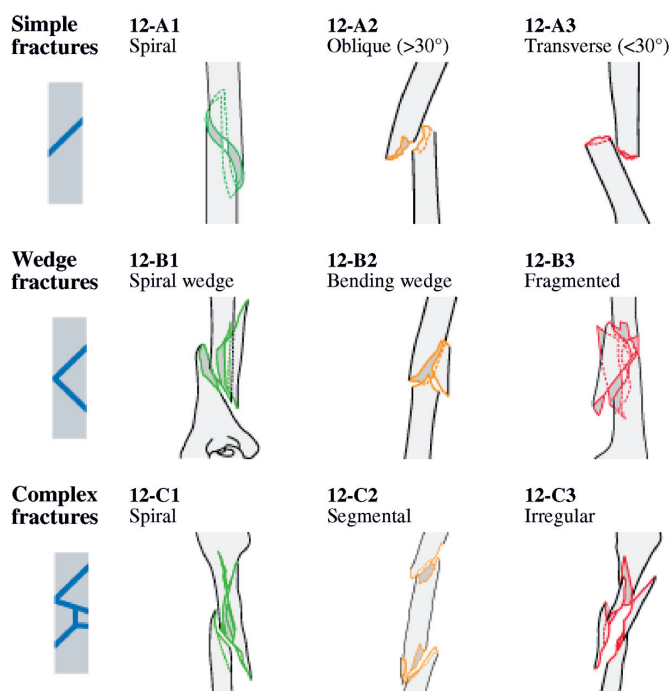 Simple
fractures
12-A1
Spiral
12-A2
Oblique (>30°)
12-A3
Transverse (<30°)
Wedge
fractures
12-B1
Spiral wedge
12-B2
Bending wedge
12-B3
Fragmented
Complex
fractures
12-C1
Spiral
12-C2
Segmental
12-C3
Irregular